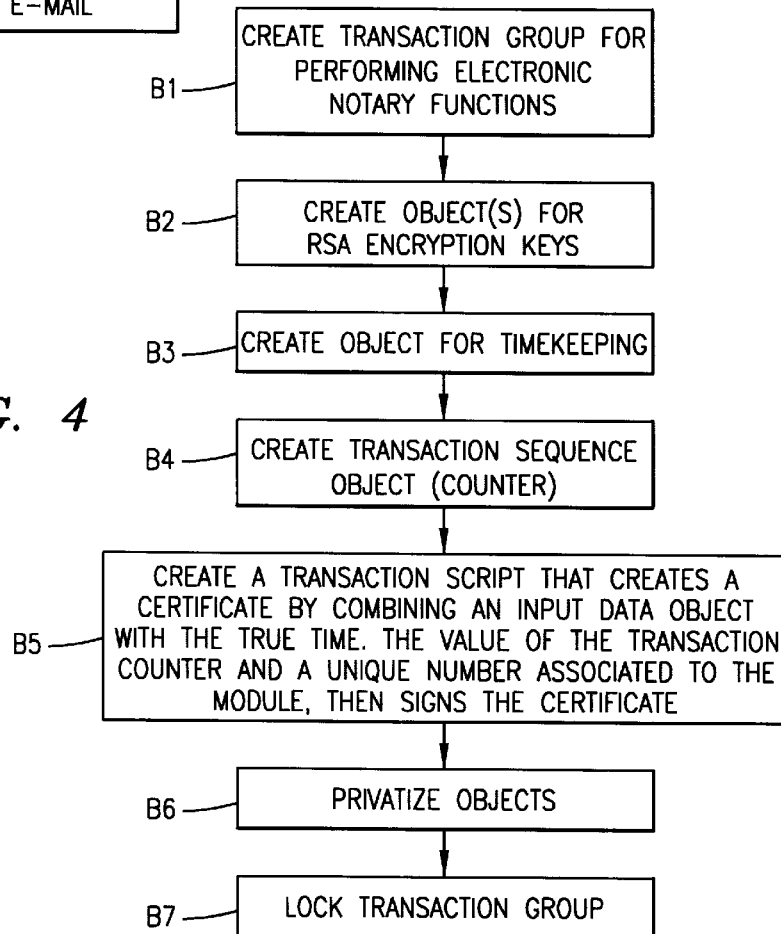 E-MAIL
CREATE TRANSACTION GROUP FOR
PERFORMING ELECTRONIC
NOTARY FUNCTIONS
B1
CREATE OBJECT(S) FOR
RSA ENCRYPTION KEYS
B2
CREATE OBJECT FOR TIMEKEEPING
B3
G. 4
CREATE TRANSACTION SEQUENCE
OBJECT (COUNTER)
B4
CREATE A TRANSACTION SCRIPT THAT CREATES A
CERTIFICATE BY COMBINING AN INPUT DATA OBJECT
WITH THE TRUE TIME. THE VALUE OF THE TRANSACTION
COUNTER AND A UNIQUE NUMBER ASSOCIATED TO THE
MODULE, THEN SIGNS THE CERTIFICATE
B5
PRIVATIZE OBJECTS
B6
LOCK TRANSACTION GROUP
B7